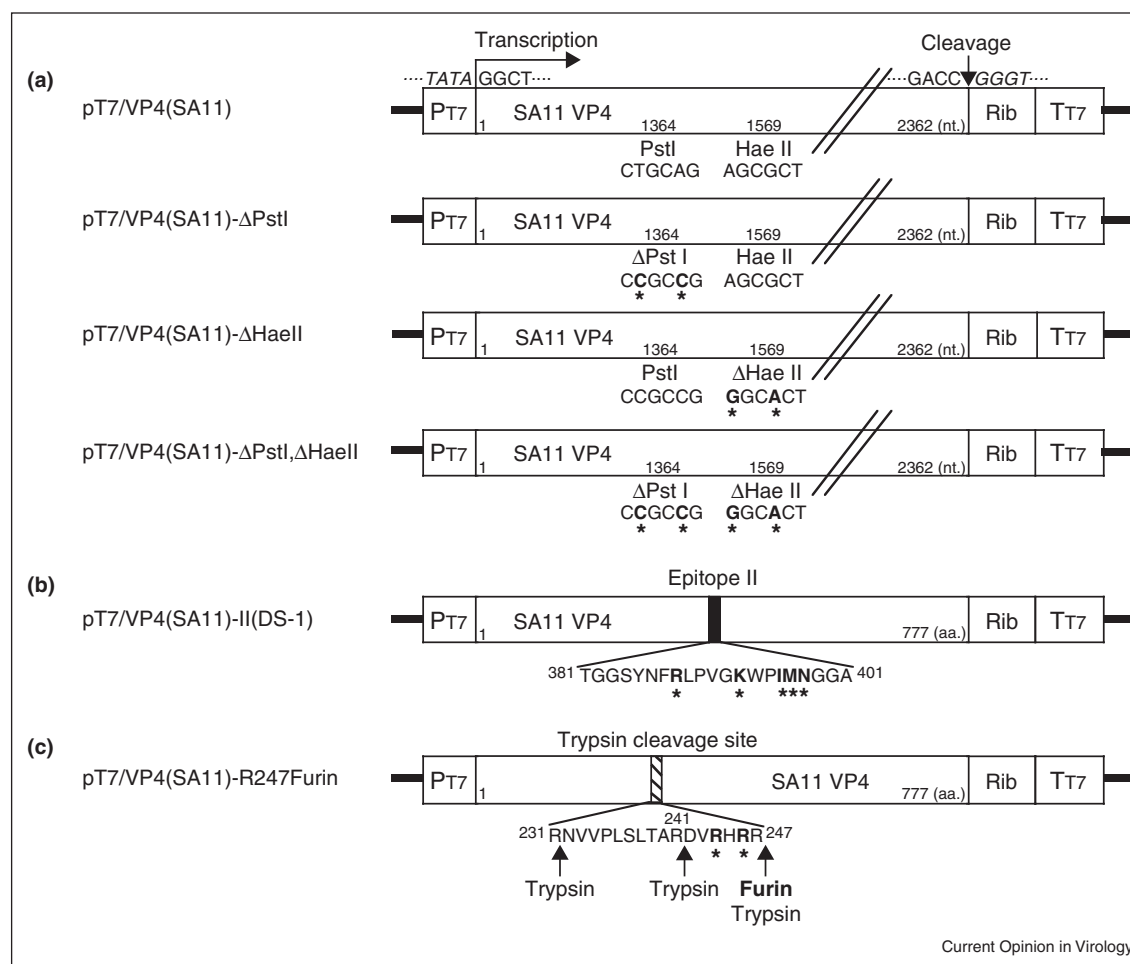 Transcription Cleavage
(a) ····TATA GGCT···· ····GACC GGGT····
pT7/VP4(SA11) PT7 1 SA11 VP4 2362 (nt.) Rib TT7
1364 1569
PstI Hae II
CTGCAG AGCGCT
pT7/VP4(SA11)-ΔPstI PT7 1 SA11 VP4 2362 (nt.) Rib TT7
1364 1569
ΔPst I Hae II
CCGCCG AGCGCT
* *
pT7/VP4(SA11)-ΔHaeII PT7 1 SA11 VP4 2362 (nt.) Rib TT7
1364 1569
PstI ΔHae II
CCGCCG GGCACT
* *
pT7/VP4(SA11)-ΔPstI,ΔHaeII PT7 1 SA11 VP4 2362 (nt.) Rib TT7
1364 1569
ΔPst I ΔHae II
CCGCCG GGCACT
* * * *
(b) Epitope II
pT7/VP4(SA11)-II(DS-1) PT7 1 SA11 VP4 777 (aa.) Rib TT7
381 TGGSYNFRLPVGKWPIMNGGA 401
* * ***
(c) Trypsin cleavage site
pT7/VP4(SA11)-R247Furin PT7 1 SA11 VP4 777 (aa.) Rib TT7
241
231 RNVVPLSLTARDVRHRR 247
* *
Trypsin Trypsin Furin
Trypsin
Current Opinion in Virology